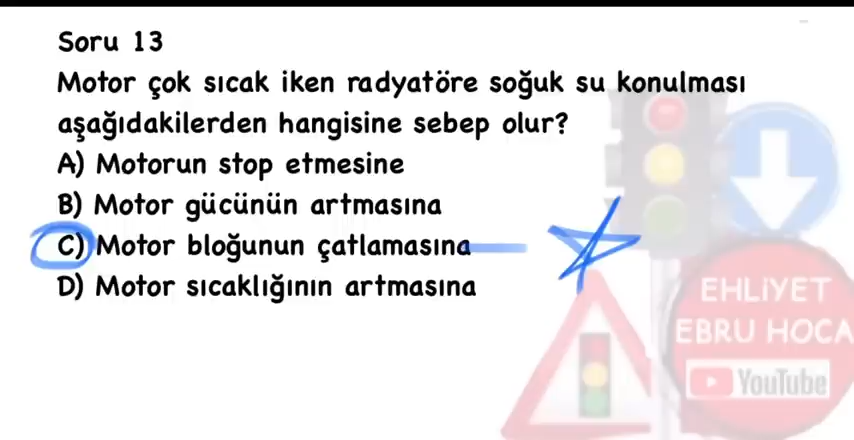 Soru 13
Motor çok sıcak iken radyatöre soğuk su konulması
aşağıdakilerden hangisine sebep olur?
A) Motorun stop etmesine
B) Motor gücünün artmasına
C) Motor bloğunun çatlamasına
D) Motor sıcaklığının artmasına
EHLİYET
EBRU HOCA
YouTube